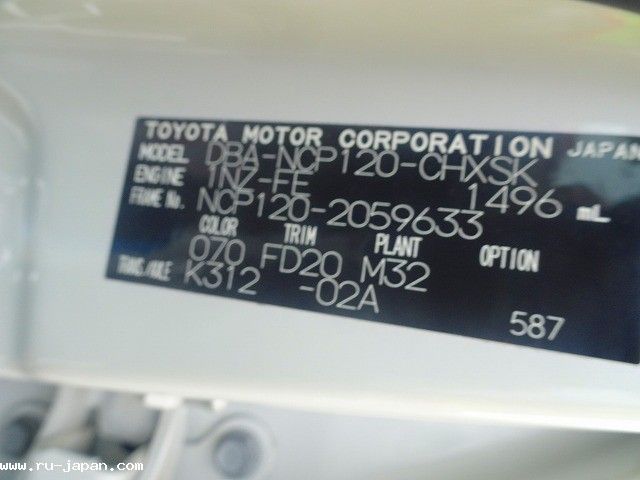 TOYOTA MOTOR CORPORATION JAPAN
MODEL DBA-NCP120-CHXSK
ENGINE 1NZ-FE 1496 mL
FRAME No. NCP120-2059633
COLOR TRIM PLANT OPTION
070 FD20 M32
TRANS/AXLE K312 -02A
587
www.ru-japan.com